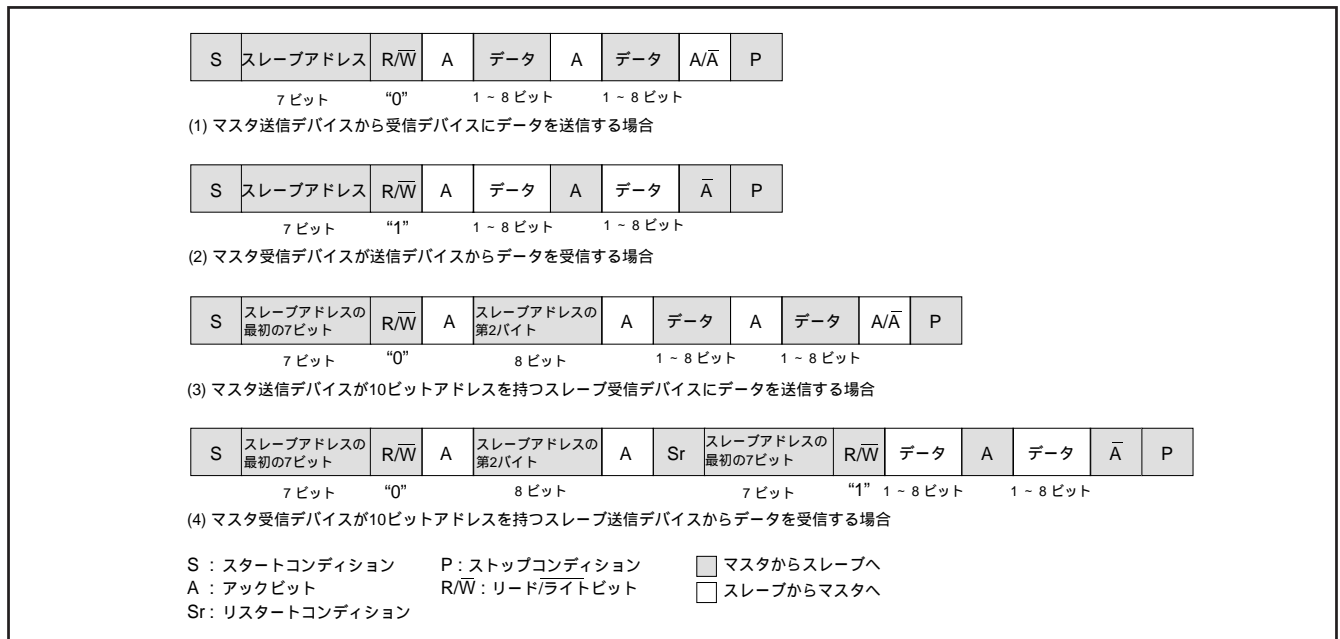 S スレーブアドレス R/W̅ A データ A データ A/A̅ P
7 ビット “0” 1 ~ 8 ビット 1 ~ 8 ビット
(1) マスタ送信デバイスから受信デバイスにデータを送信する場合
S スレーブアドレス R/W̅ A データ A データ A̅ P
7 ビット “1” 1 ~ 8 ビット 1 ~ 8 ビット
(2) マスタ受信デバイスが送信デバイスからデータを受信する場合
S スレーブアドレスの最初の7ビット R/W̅ A スレーブアドレスの第2バイト A データ A データ A/A̅ P
7 ビット “0” 8 ビット 1 ~ 8 ビット 1 ~ 8 ビット
(3) マスタ送信デバイスが10ビットアドレスを持つスレーブ受信デバイスにデータを送信する場合
S スレーブアドレスの最初の7ビット R/W̅ A スレーブアドレスの第2バイト A Sr スレーブアドレスの最初の7ビット R/W̅ データ A データ A̅ P
7 ビット “0” 8 ビット 7 ビット “1” 1 ~ 8 ビット 1 ~ 8 ビット
(4) マスタ受信デバイスが10ビットアドレスを持つスレーブ送信デバイスからデータを受信する場合
S : スタートコンディション P : ストップコンディション マスタからスレーブへ
A : アックビット R/W̅ : リード/ライトビット スレーブからマスタへ
Sr : リスタートコンディション